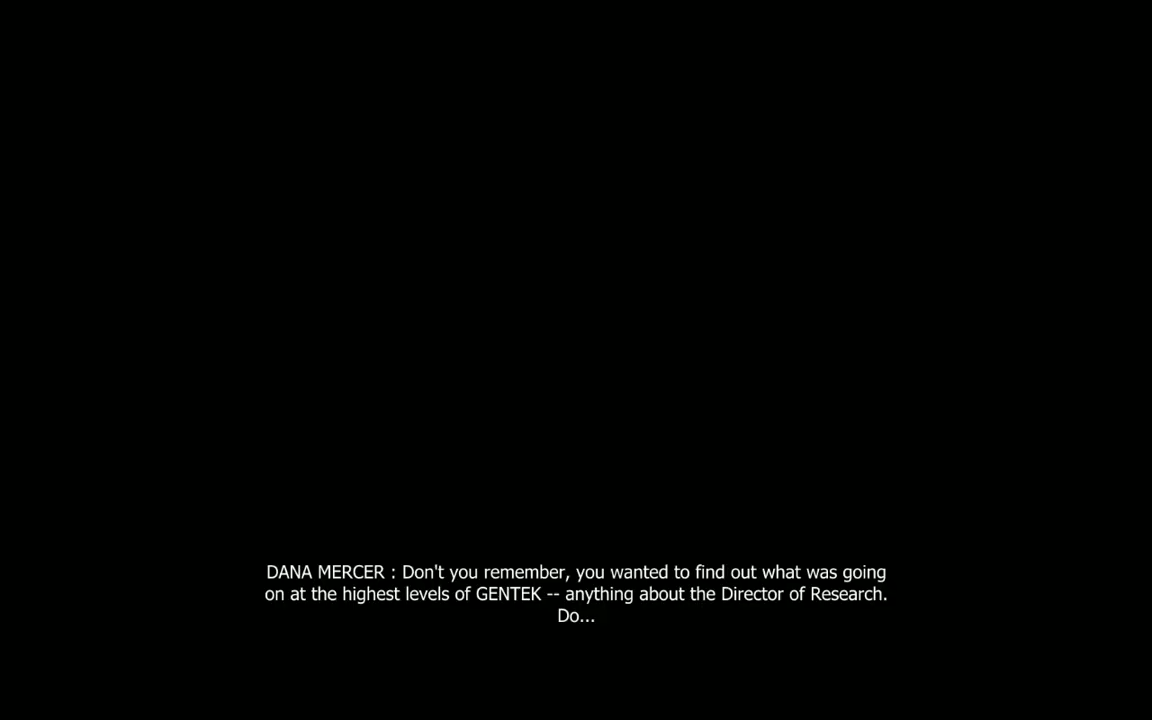 DANA MERCER : Don't you remember, you wanted to find out what was going
on at the highest levels of GENTEK -- anything about the Director of Research.
Do...